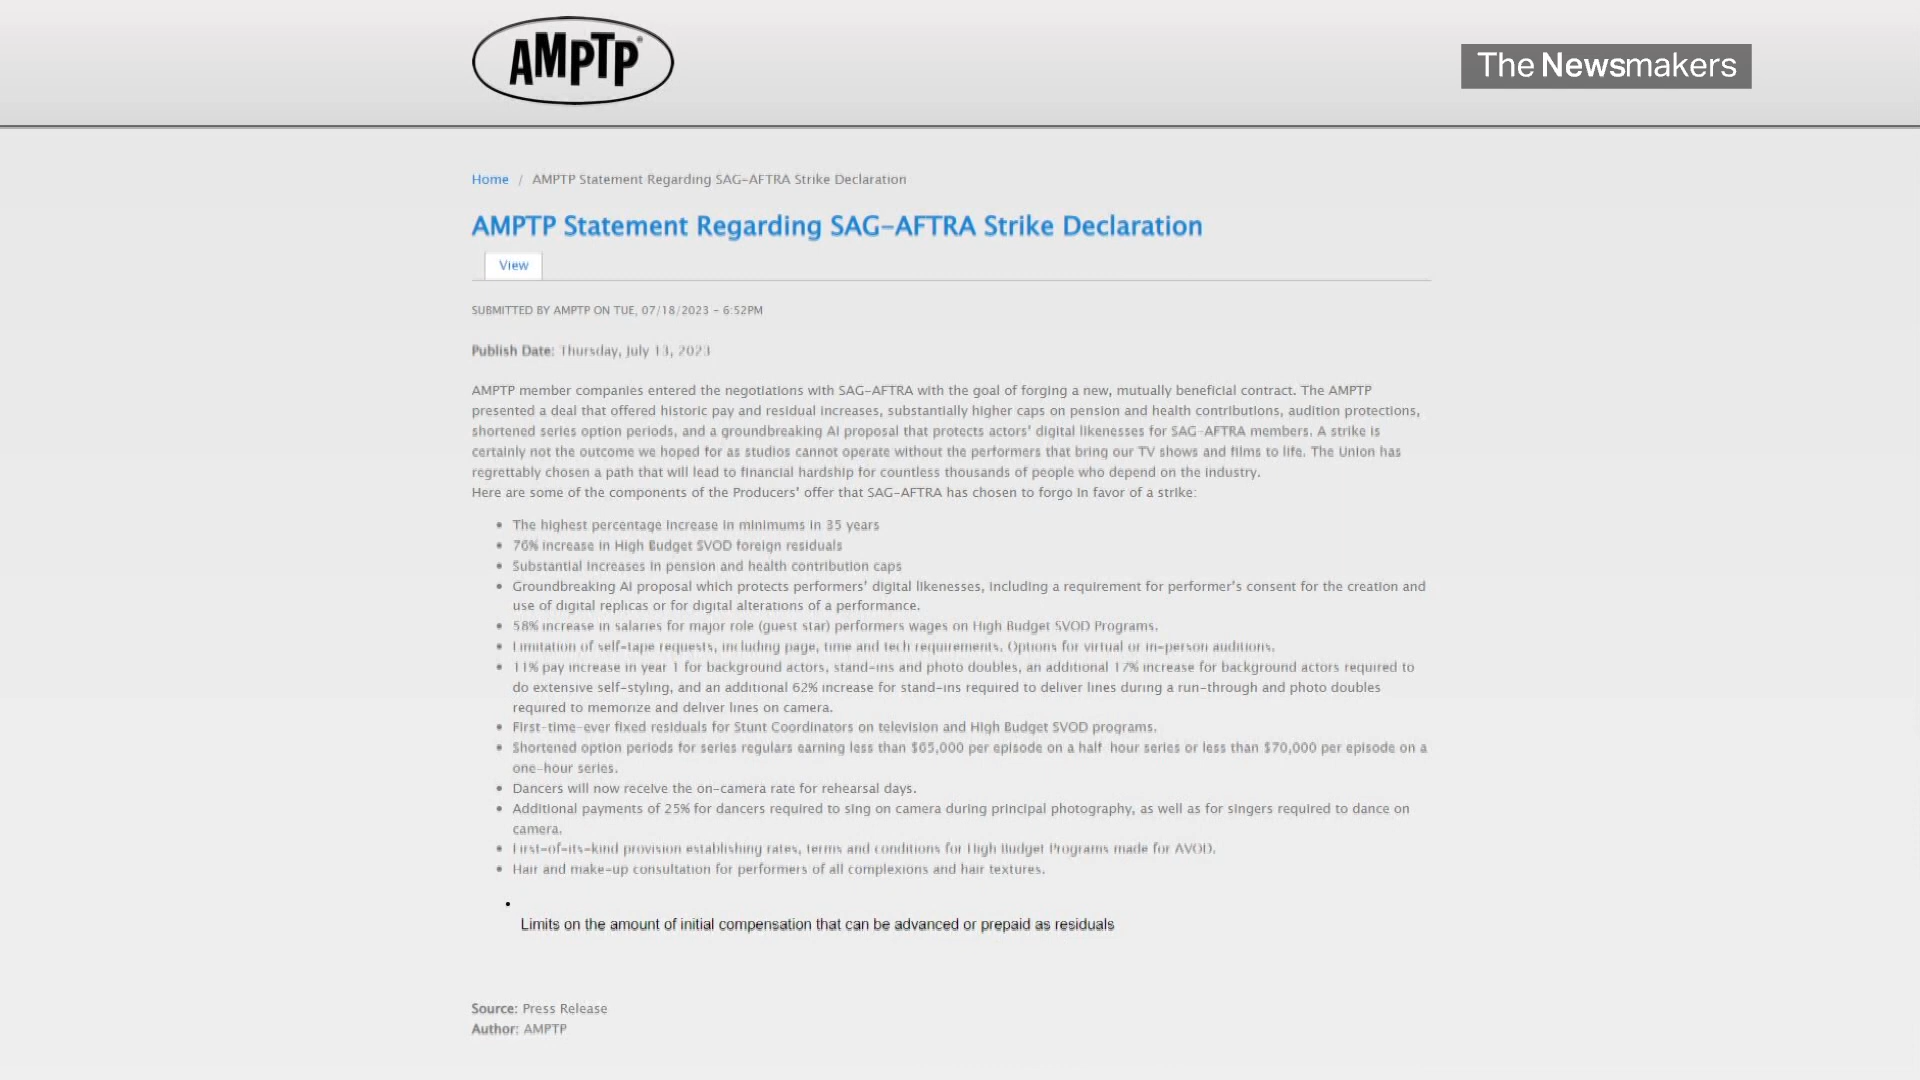 AMPTP®
The Newsmakers
Home / AMPTP Statement Regarding SAG-AFTRA Strike Declaration
AMPTP Statement Regarding SAG-AFTRA Strike Declaration
View
SUBMITTED BY AMPTP ON TUE, 07/18/2023 - 6:52PM
Publish Date: Thursday, July 13, 2023
AMPTP member companies entered the negotiations with SAG-AFTRA with the goal of forging a new, mutually beneficial contract. The AMPTP
presented a deal that offered historic pay and residual increases, substantially higher caps on pension and health contributions, audition protections,
shortened series option periods, and a groundbreaking AI proposal that protects actors' digital likenesses for SAG-AFTRA members. A strike is
certainly not the outcome we hoped for as studios cannot operate without the performers that bring our TV shows and films to life. The Union has
regrettably chosen a path that will lead to financial hardship for countless thousands of people who depend on the industry.
Here are some of the components of the Producers' offer that SAG-AFTRA has chosen to forgo in favor of a strike:
• The highest percentage increase in minimums in 35 years
• 76% increase in High Budget SVOD foreign residuals
• Substantial increases in pension and health contribution caps
• Groundbreaking AI proposal which protects performers' digital likenesses, including a requirement for performer's consent for the creation and
use of digital replicas or for digital alterations of a performance.
• 58% increase in salaries for major role (guest star) performers wages on High Budget SVOD Programs.
• Limitation of self-tape requests, including page, time and tech requirements. Options for virtual or in-person auditions.
• 11% pay increase in year 1 for background actors, stand-ins and photo doubles, an additional 17% increase for background actors required to
do extensive self-styling, and an additional 62% increase for stand-ins required to deliver lines during a run-through and photo doubles
required to memorize and deliver lines on camera.
• First-time-ever fixed residuals for Stunt Coordinators on television and High Budget SVOD programs.
• Shortened option periods for series regulars earning less than $65,000 per episode on a half-hour series or less than $70,000 per episode on a
one-hour series.
• Dancers will now receive the on-camera rate for rehearsal days.
• Additional payments of 25% for dancers required to sing on camera during principal photography, as well as for singers required to dance on
camera.
• First-of-its-kind provision establishing rates, terms and conditions for High Budget Programs made for AVOD.
• Hair and make-up consultation for performers of all complexions and hair textures.
•
Limits on the amount of initial compensation that can be advanced or prepaid as residuals
Source: Press Release
Author: AMPTP